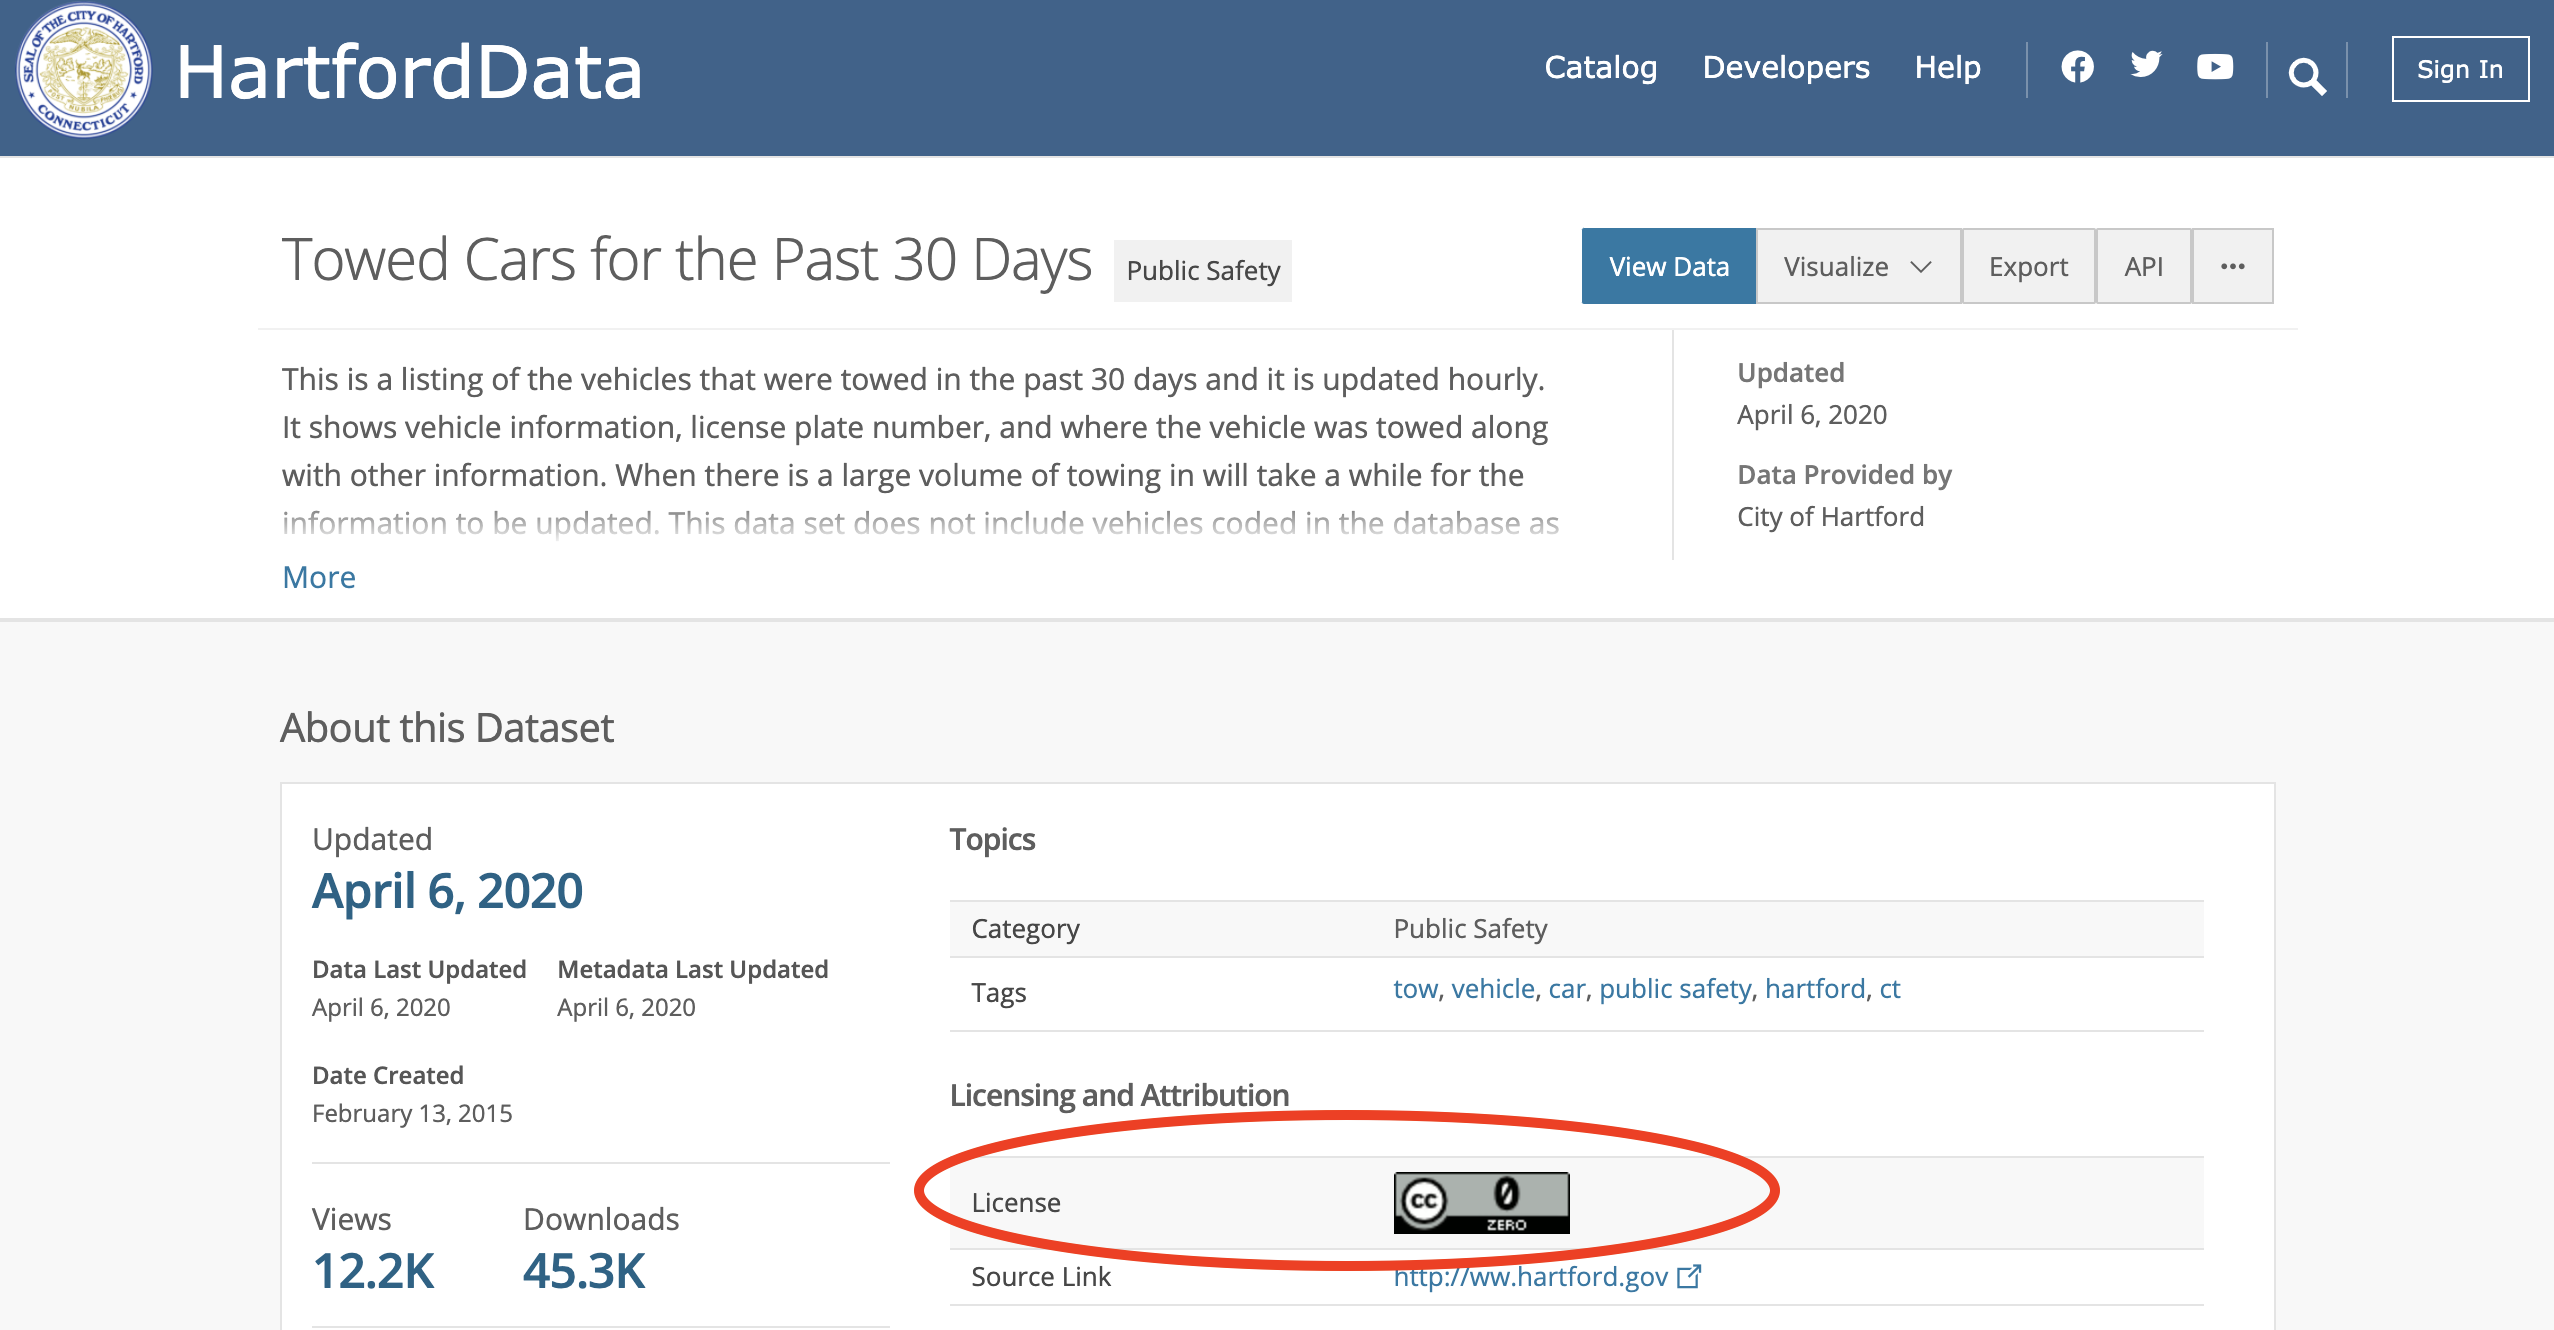 SEAL OF THE CITY OF HARTFORD
CONNECTICUT
HartfordData
Catalog Developers Help
Sign In
Towed Cars for the Past 30 Days Public Safety
View Data Visualize Export API ...
This is a listing of the vehicles that were towed in the past 30 days and it is updated hourly.
It shows vehicle information, license plate number, and where the vehicle was towed along
with other information. When there is a large volume of towing in will take a while for the
information to be updated. This data set does not include vehicles coded in the database as
More
Updated
April 6, 2020
Data Provided by
City of Hartford
About this Dataset
Updated
April 6, 2020
Data Last Updated Metadata Last Updated
April 6, 2020 April 6, 2020
Date Created
February 13, 2015
Views Downloads
12.2K 45.3K
Topics
Category Public Safety
Tags tow, vehicle, car, public safety, hartford, ct
Licensing and Attribution
License cc 0 ZERO
Source Link http://ww.hartford.gov